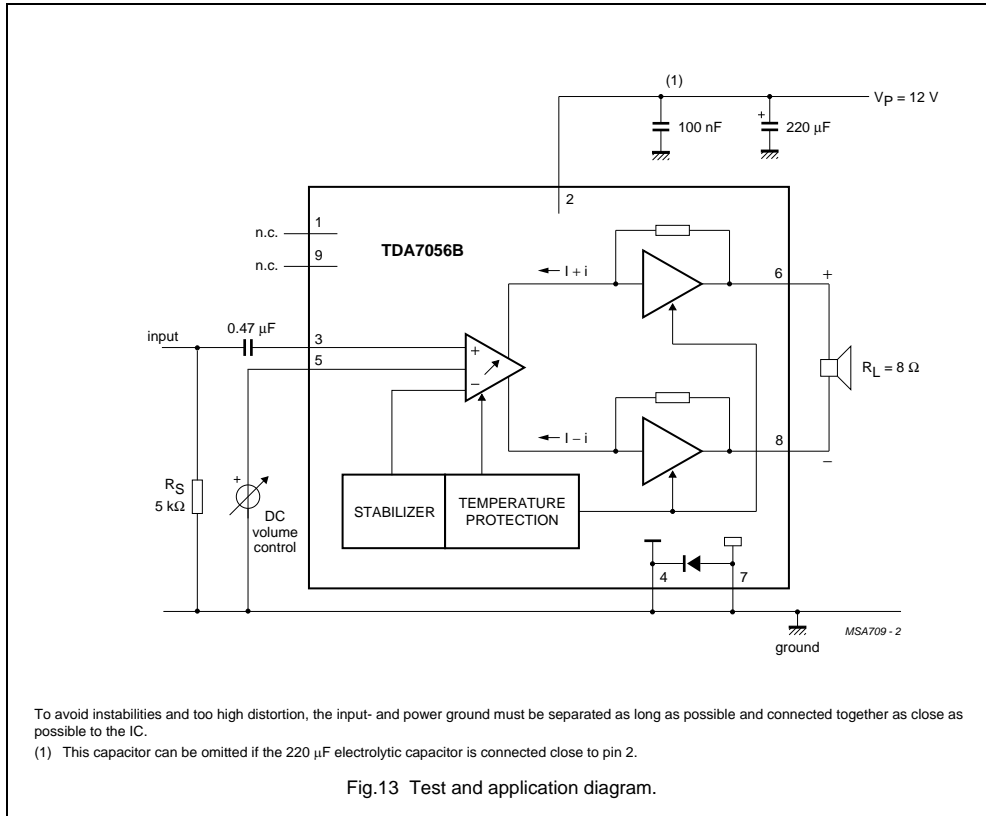 (1)
VP = 12 V
100 nF
+
220 μF
2
n.c.
1
n.c.
9
TDA7056B
I + i
6
+
input
0.47 μF
3
5
+
−
RL = 8 Ω
I − i
8
−
RS
5 kΩ
+
DC
volume
control
STABILIZER
TEMPERATURE
PROTECTION
4
7
ground
MSA709 - 2
To avoid instabilities and too high distortion, the input- and power ground must be separated as long as possible and connected together as close as
possible to the IC.
(1) This capacitor can be omitted if the 220 μF electrolytic capacitor is connected close to pin 2.
Fig.13 Test and application diagram.